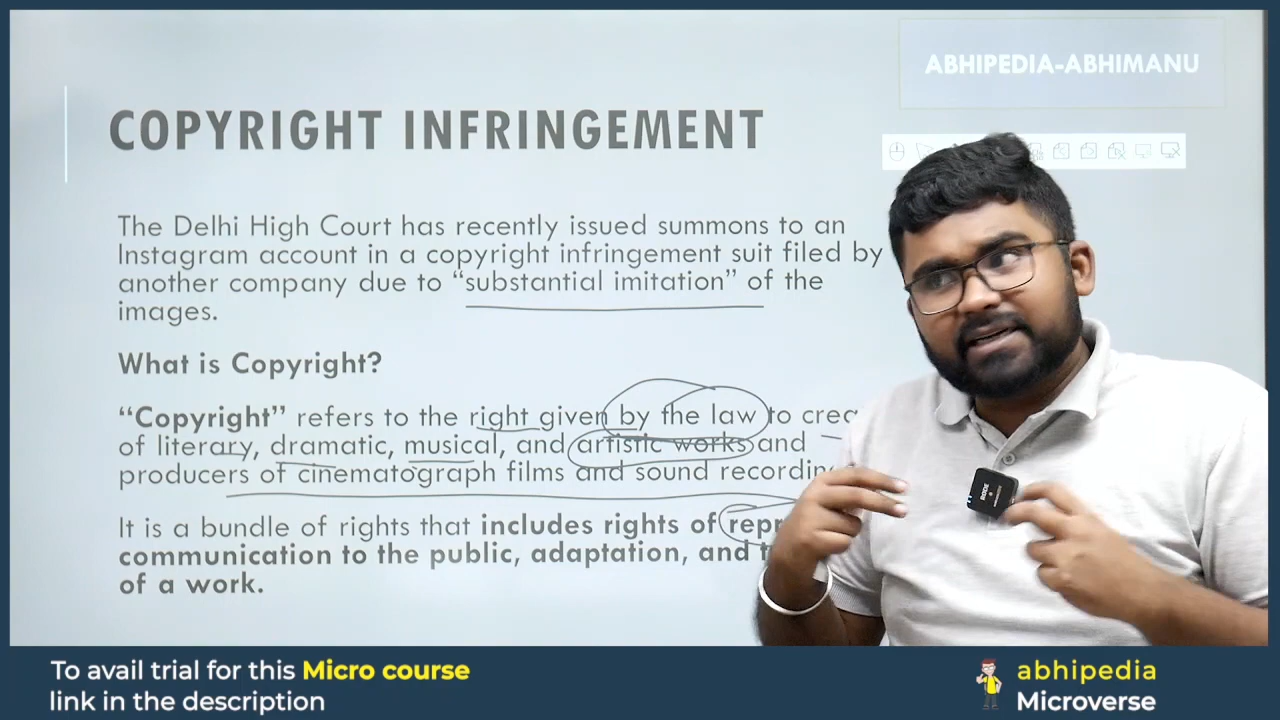 ABHIPEDIA-ABHIMANU
COPYRIGHT INFRINGEMENT
The Delhi High Court has recently issued summons to an
Instagram account in a copyright infringement suit filed by
another company due to “substantial imitation” of the
images.
What is Copyright?
“Copyright” refers to the right given by the law to
of literary, dramatic, musical, and artistic works and
producers of cinematograph films and sound
It is a bundle of rights that includes rights of
communication to the public, adaptation, and
of a work.
RODE
To avail trial for this Micro course
link in the description
abhipedia
Microverse